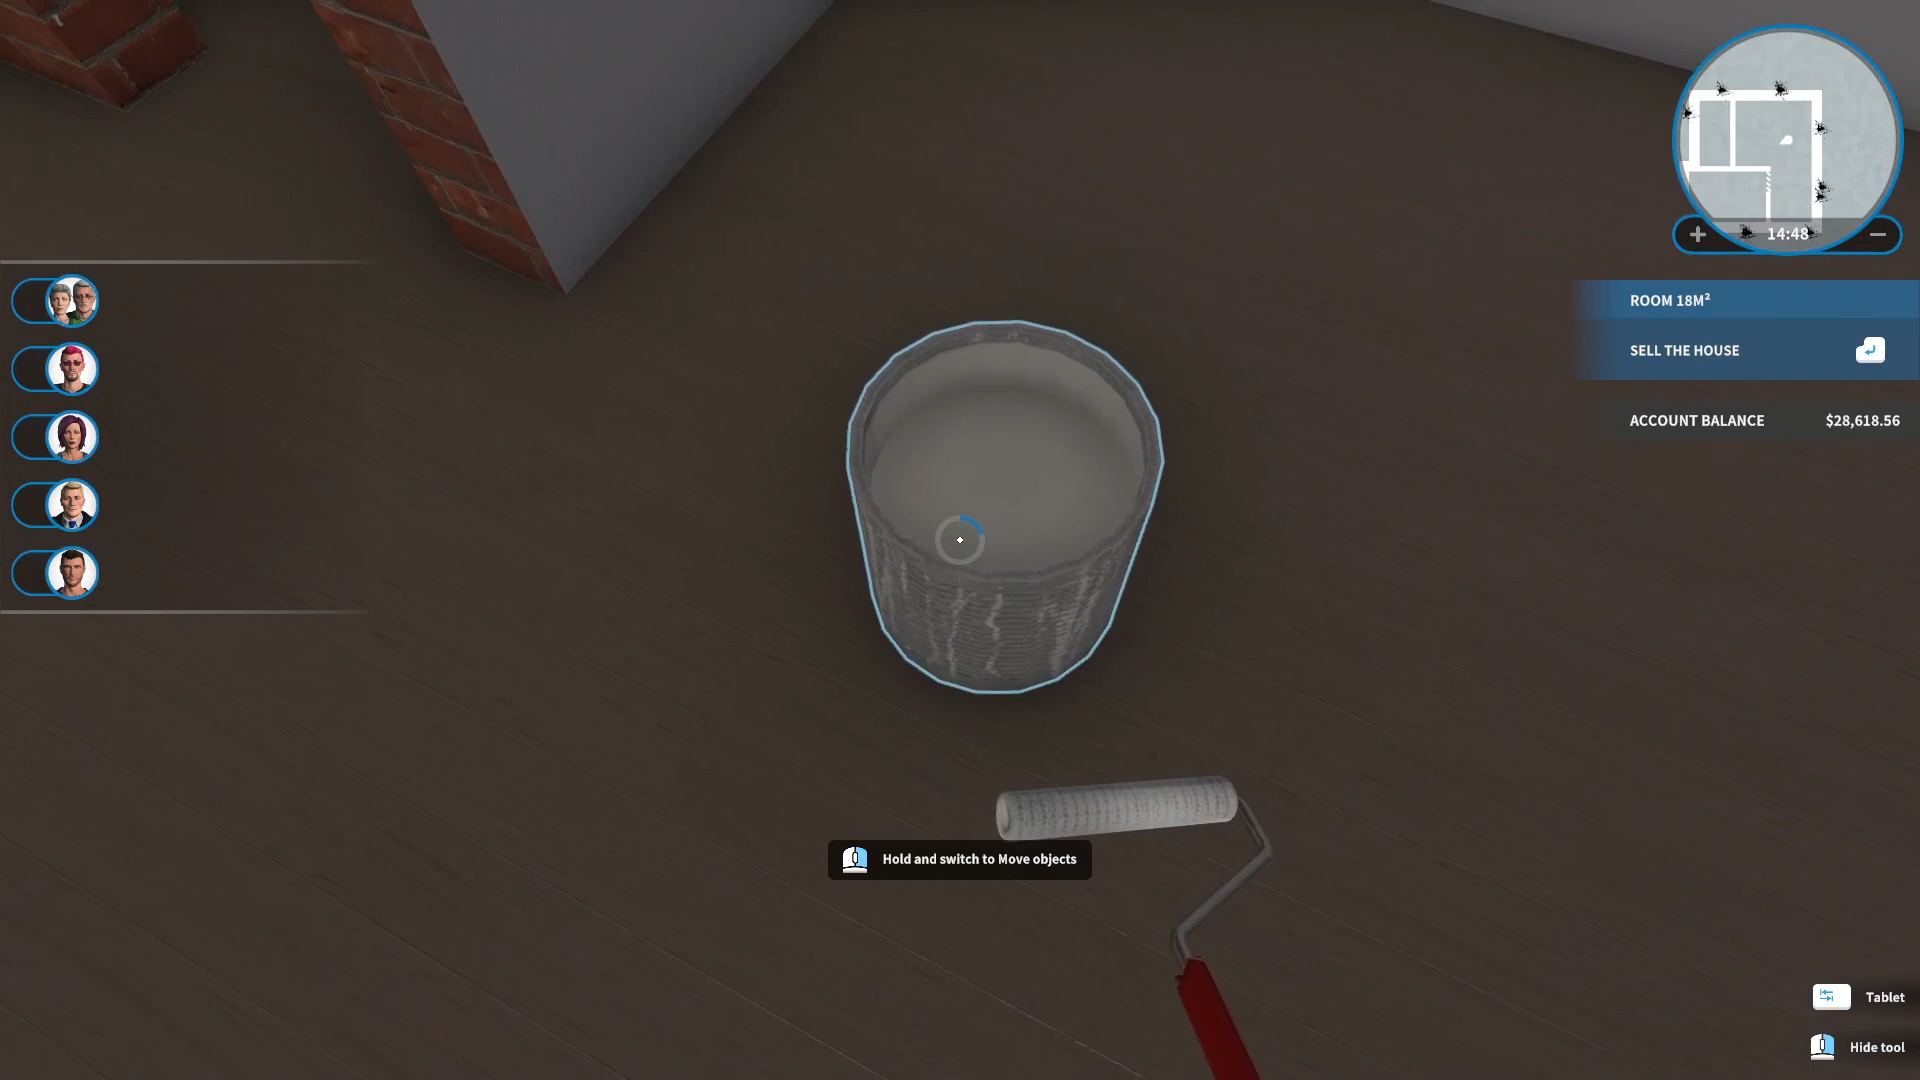 14:48
ROOM 18M²
SELL THE HOUSE
ACCOUNT BALANCE $28,618.56
Hold and switch to Move objects
Tablet
Hide tool